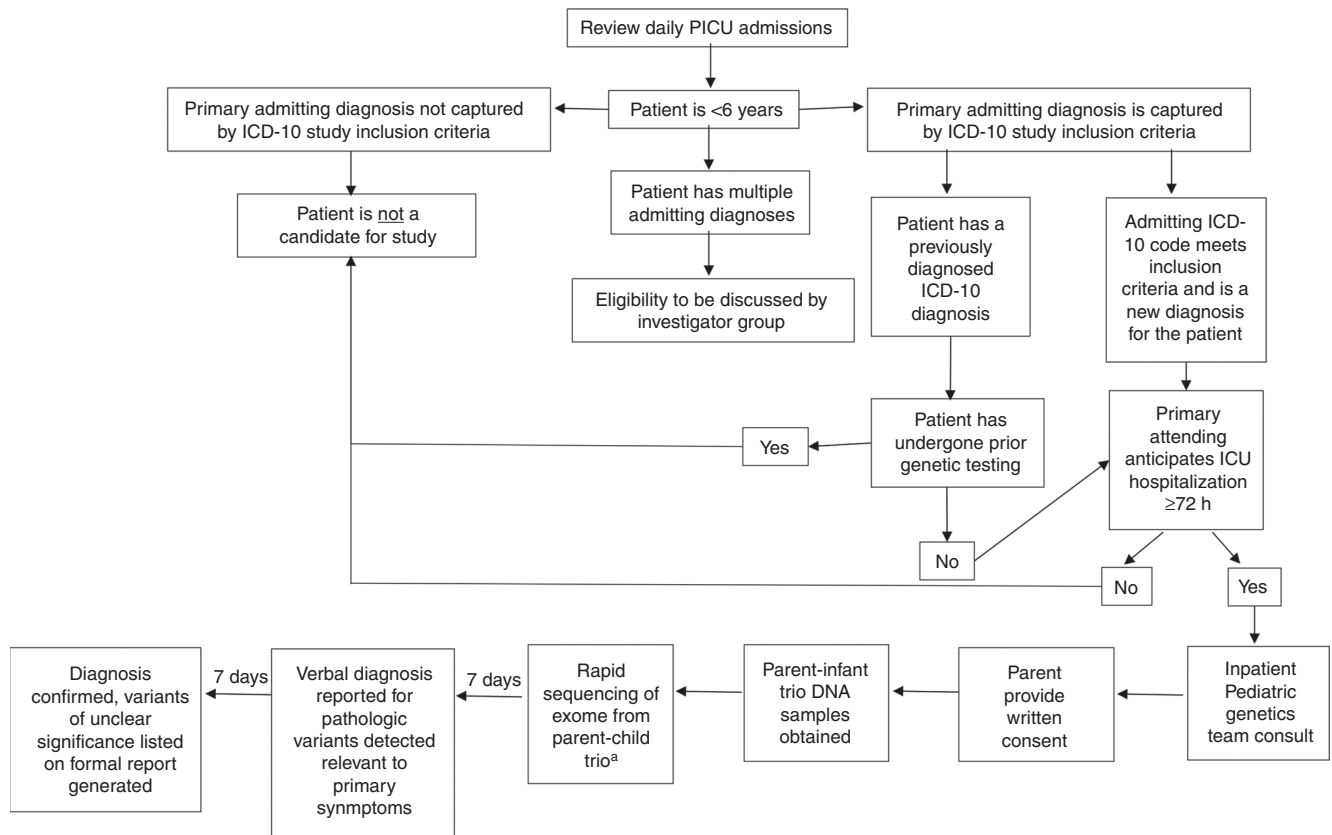 Review daily PICU admissions
Primary admitting diagnosis not captured
by ICD-10 study inclusion criteria
Patient is <6 years
Primary admitting diagnosis is captured
by ICD-10 study inclusion criteria
Patient is not a
candidate for study
Patient has multiple
admitting diagnoses
Patient has a
previously
diagnosed
ICD-10
diagnosis
Admitting ICD-
10 code meets
inclusion
criteria and is a
new diagnosis
for the patient
Eligibility to be discussed by
investigator group
Yes
Patient has
undergone prior
genetic testing
Primary
attending
anticipates ICU
hospitalization
≥72 h
No
No
Yes
Diagnosis
confirmed, variants
of unclear
significance listed
on formal report
generated
7 days
Verbal diagnosis
reported for
pathologic
variants detected
relevant to
primary
synmptoms
7 days
Rapid
sequencing of
exome from
parent-child
trioᵃ
Parent-infant
trio DNA
samples
obtained
Parent
provide
written
consent
Inpatient
Pediatric
genetics
team consult